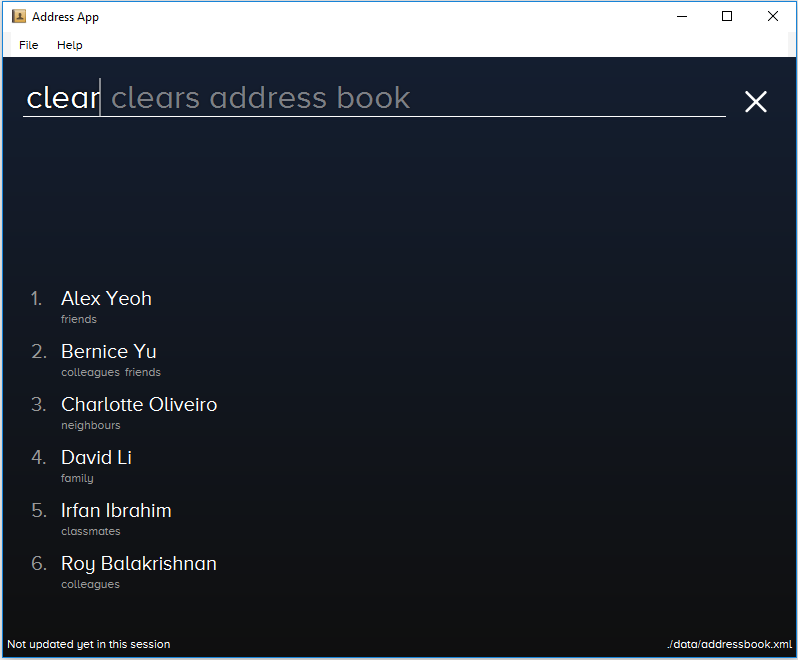 Address App
File Help
clear clears address book
1. Alex Yeoh
friends
2. Bernice Yu
colleagues friends
3. Charlotte Oliveiro
neighbours
4. David Li
family
5. Irfan Ibrahim
classmates
6. Roy Balakrishnan
colleagues
Not updated yet in this session ./data/addressbook.xml